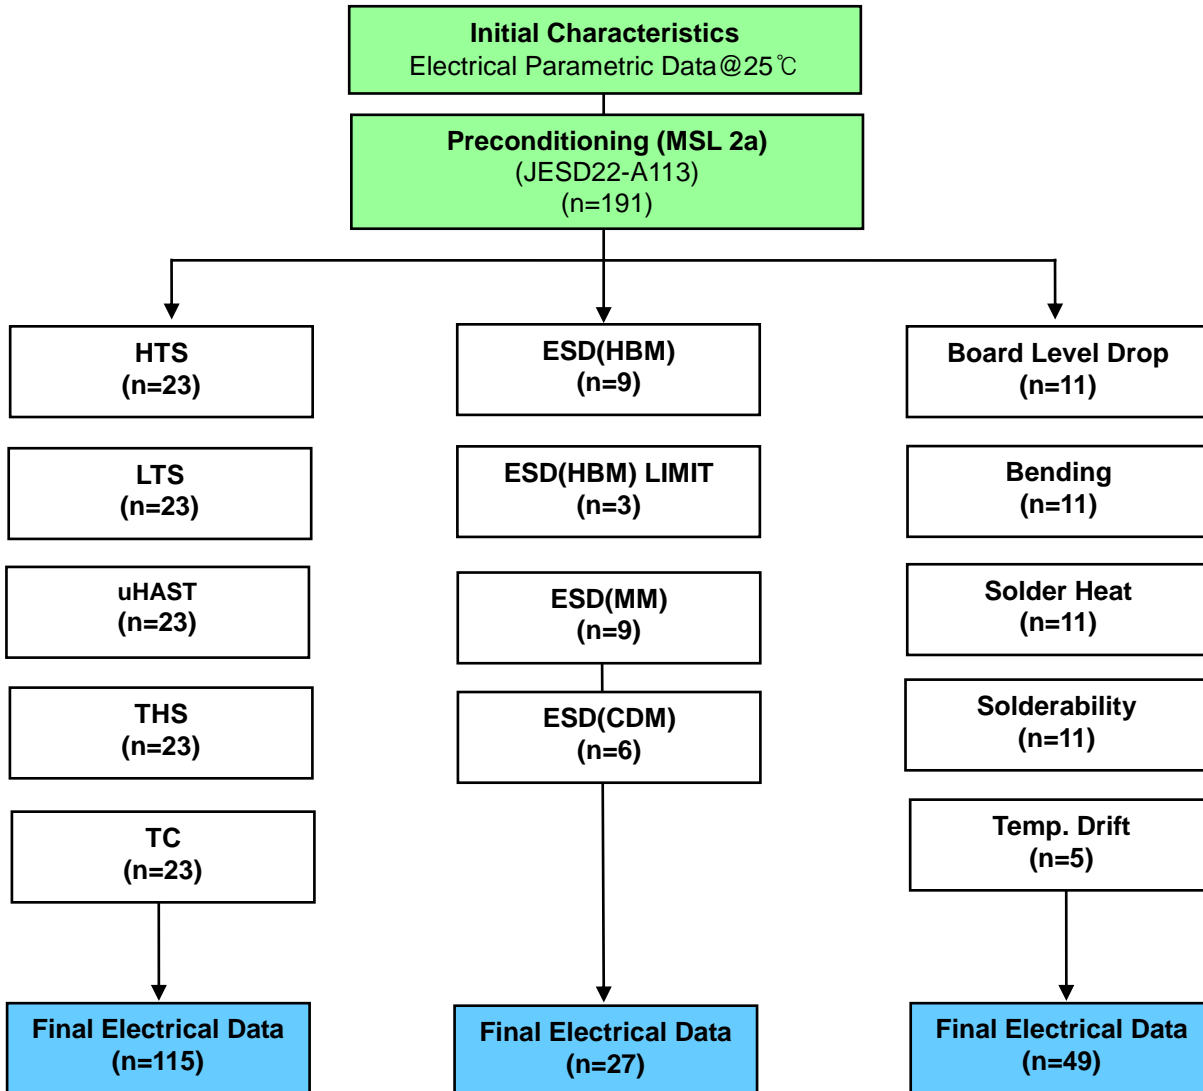 Initial Characteristics
Electrical Parametric Data@25℃
Preconditioning (MSL 2a)
(JESD22-A113)
(n=191)
HTS
(n=23)
LTS
(n=23)
uHAST
(n=23)
THS
(n=23)
TC
(n=23)
Final Electrical Data
(n=115)
ESD(HBM)
(n=9)
ESD(HBM) LIMIT
(n=3)
ESD(MM)
(n=9)
ESD(CDM)
(n=6)
Final Electrical Data
(n=27)
Board Level Drop
(n=11)
Bending
(n=11)
Solder Heat
(n=11)
Solderability
(n=11)
Temp. Drift
(n=5)
Final Electrical Data
(n=49)